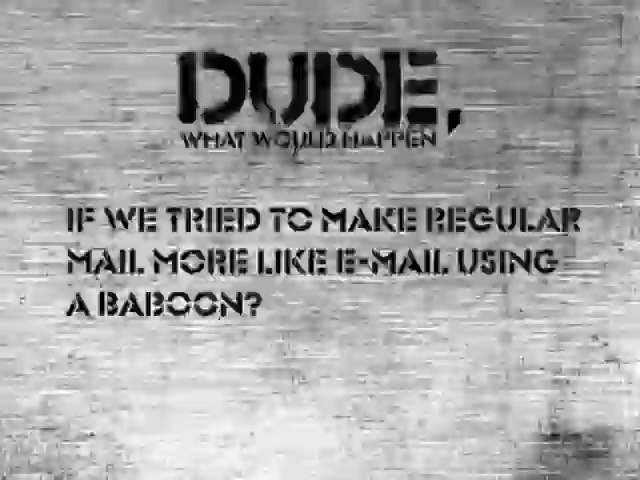 DUDE,
WHAT WOULD HAPPEN
IF WE TRIED TO MAKE REGULAR
MAIL MORE LIKE E-MAIL USING
A BABOON?